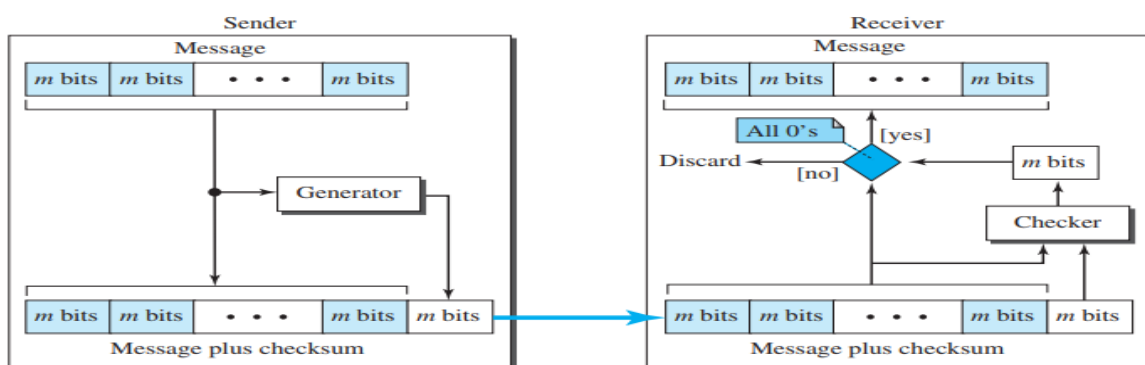 Sender
Message
m bits m bits • • • m bits
Generator
m bits m bits • • • m bits m bits
Message plus checksum
Receiver
Message
m bits m bits • • • m bits
All 0's
[yes]
Discard
[no]
m bits
Checker
m bits m bits • • • m bits m bits
Message plus checksum